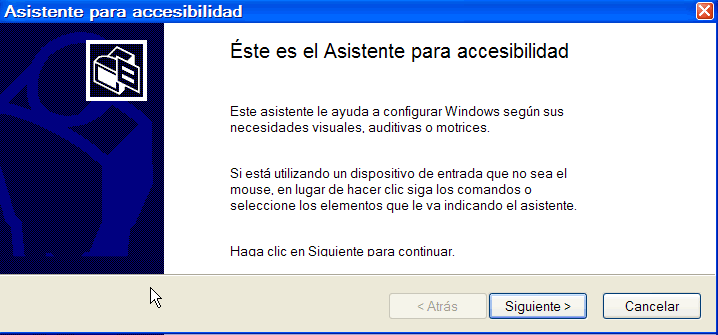 Asistente para accesibilidad
Éste es el Asistente para accesibilidad
Este asistente le ayuda a configurar Windows según sus
necesidades visuales, auditivas o motrices.
Si está utilizando un dispositivo de entrada que no sea el
mouse, en lugar de hacer clic siga los comandos o
seleccione los elementos que le va indicando el asistente.
Haga clic en Siguiente para continuar.
< Atrás
Siguiente >
Cancelar